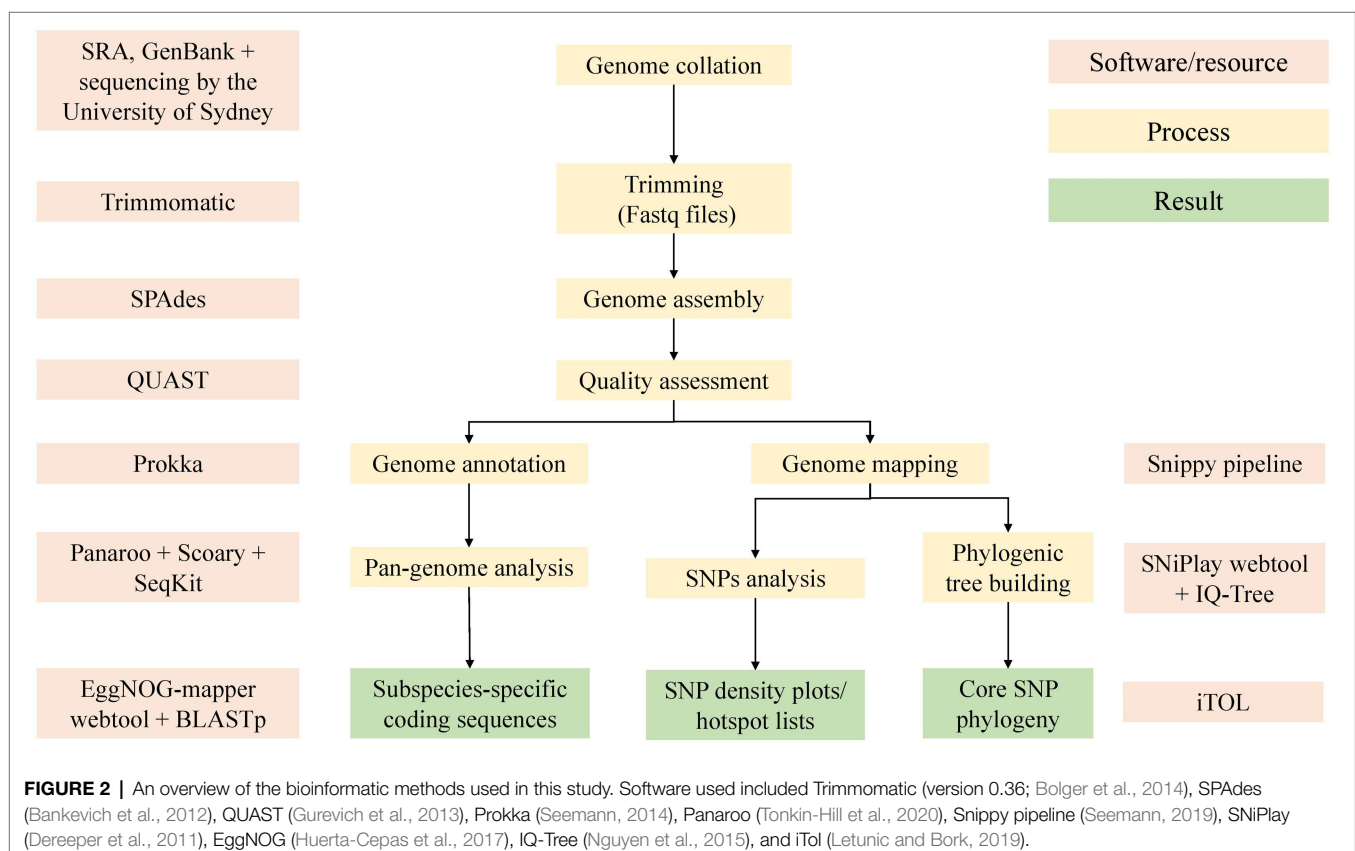 SRA, GenBank +
sequencing by the
University of Sydney
Genome collation
Software/resource
Process
Trimmomatic
Trimming
(Fastq files)
Result
SPAdes
Genome assembly
QUAST
Quality assessment
Prokka
Genome annotation
Genome mapping
Snippy pipeline
Panaroo + Scoary +
SeqKit
Pan-genome analysis
SNPs analysis
Phylogenic
tree building
SNiPlay webtool
+ IQ-Tree
EggNOG-mapper
webtool + BLASTp
Subspecies-specific
coding sequences
SNP density plots/
hotspot lists
Core SNP
phylogeny
iTOL
FIGURE 2 | An overview of the bioinformatic methods used in this study. Software used included Trimmomatic (version 0.36; Bolger et al., 2014), SPAdes
(Bankevich et al., 2012), QUAST (Gurevich et al., 2013), Prokka (Seemann, 2014), Panaroo (Tonkin-Hill et al., 2020), Snippy pipeline (Seemann, 2019), SNiPlay
(Dereeper et al., 2011), EggNOG (Huerta-Cepas et al., 2017), IQ-Tree (Nguyen et al., 2015), and iTol (Letunic and Bork, 2019).